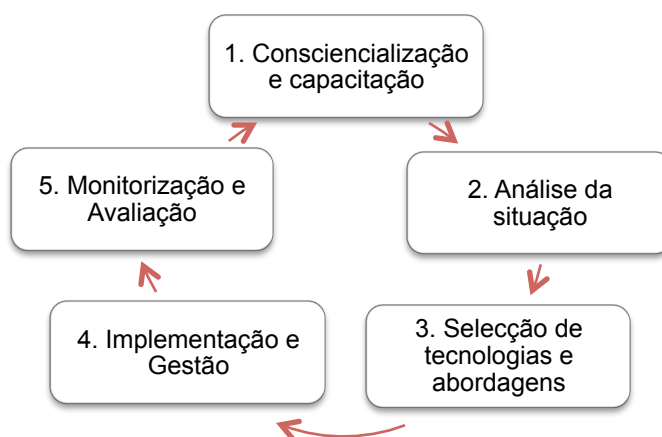 1. Consciencialização
e capacitação
2. Análise da
situação
3. Selecção de
tecnologias e
abordagens
4. Implementação e
Gestão
5. Monitorização e
Avaliação